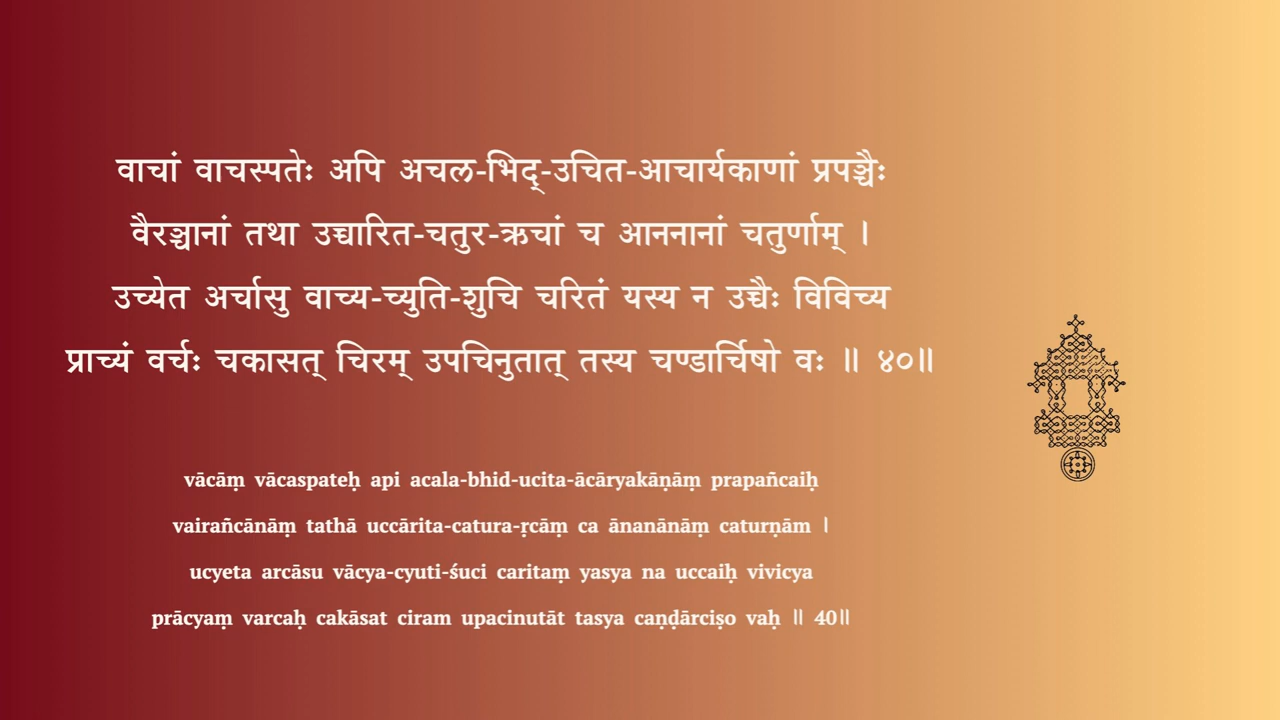 वाचां वाचस्पतेः अपि अचल-भिद्-उचित-आचार्यकाणां प्रपञ्चैः
वैरञ्चानां तथा उच्चारित-चतुर-ऋचां च आननानां चतुर्णाम् ।
उच्येत अर्चासु वाच्य-च्युति-शुचि चरितं यस्य न उच्चैः विविच्य
प्राच्यं वर्चः चकासत् चिरम् उपचिनुतात् तस्य चण्डार्चिषो वः ॥ ४०॥
vācāṃ vācaspateḥ api acala-bhid-ucita-ācāryakāṇāṃ prapañcaiḥ
vairañcānāṃ tathā uccārita-catura-ṛcāṃ ca ānanānāṃ caturṇām ।
ucyeta arcāsu vācya-cyuti-śuci caritaṃ yasya na uccaiḥ vivicya
prācyaṃ varcaḥ cakāsat ciram upacinutāt tasya caṇḍārciṣo vaḥ ॥ 40॥